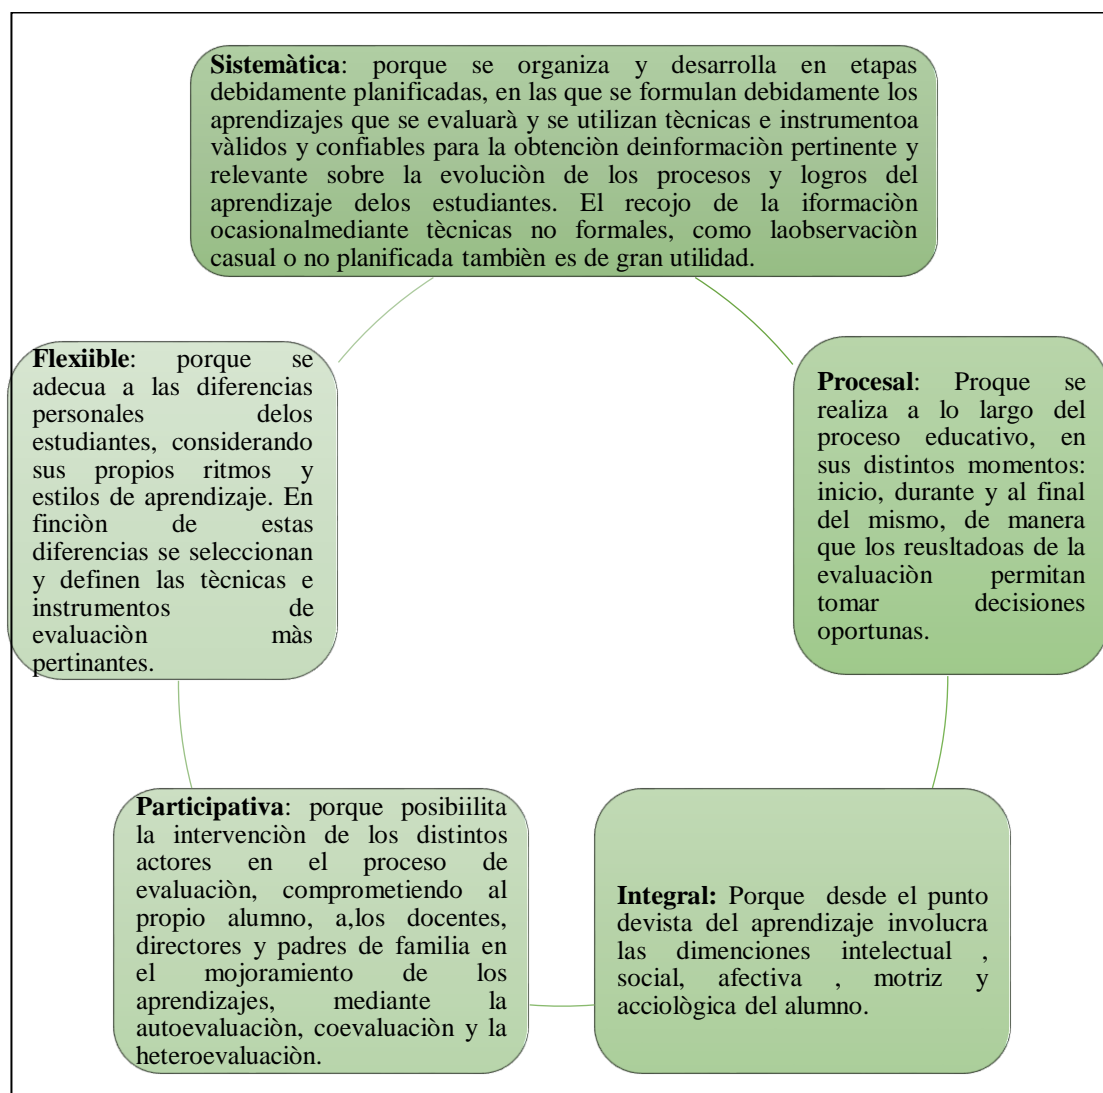 Sistemàtica: porque se organiza y desarrolla en etapas
debidamente planificadas, en las que se formulan debidamente los
aprendizajes que se evaluarà y se utilizan tècnicas e instrumentoa
vàlidos y confiables para la obtenciòn deinformaciòn pertinente y
relevante sobre la evoluciòn de los procesos y logros del
aprendizaje delos estudiantes. El recojo de la iformaciòn
ocasionalmediante tècnicas no formales, como laobservaciòn
casual o no planificada tambièn es de gran utilidad.
Procesal: Proque se
realiza a lo largo del
proceso educativo, en
sus distintos momentos:
inicio, durante y al final
del mismo, de manera
que los reusltadoas de la
evaluaciòn permitan
tomar decisiones
oportunas.
Integral: Porque desde el punto
devista del aprendizaje involucra
las dimenciones intelectual ,
social, afectiva , motriz y
acciològica del alumno.
Participativa: porque posibiilita
la intervenciòn de los distintos
actores en el proceso de
evaluaciòn, comprometiendo al
propio alumno, a,los docentes,
directores y padres de familia en
el mojoramiento de los
aprendizajes, mediante la
autoevaluaciòn, coevaluaciòn y la
heteroevaluaciòn.
Flexiible: porque se
adecua a las diferencias
personales delos
estudiantes, considerando
sus propios ritmos y
estilos de aprendizaje. En
finciòn de estas
diferencias se seleccionan
y definen las tècnicas e
instrumentos de
evaluaciòn màs
pertinantes.